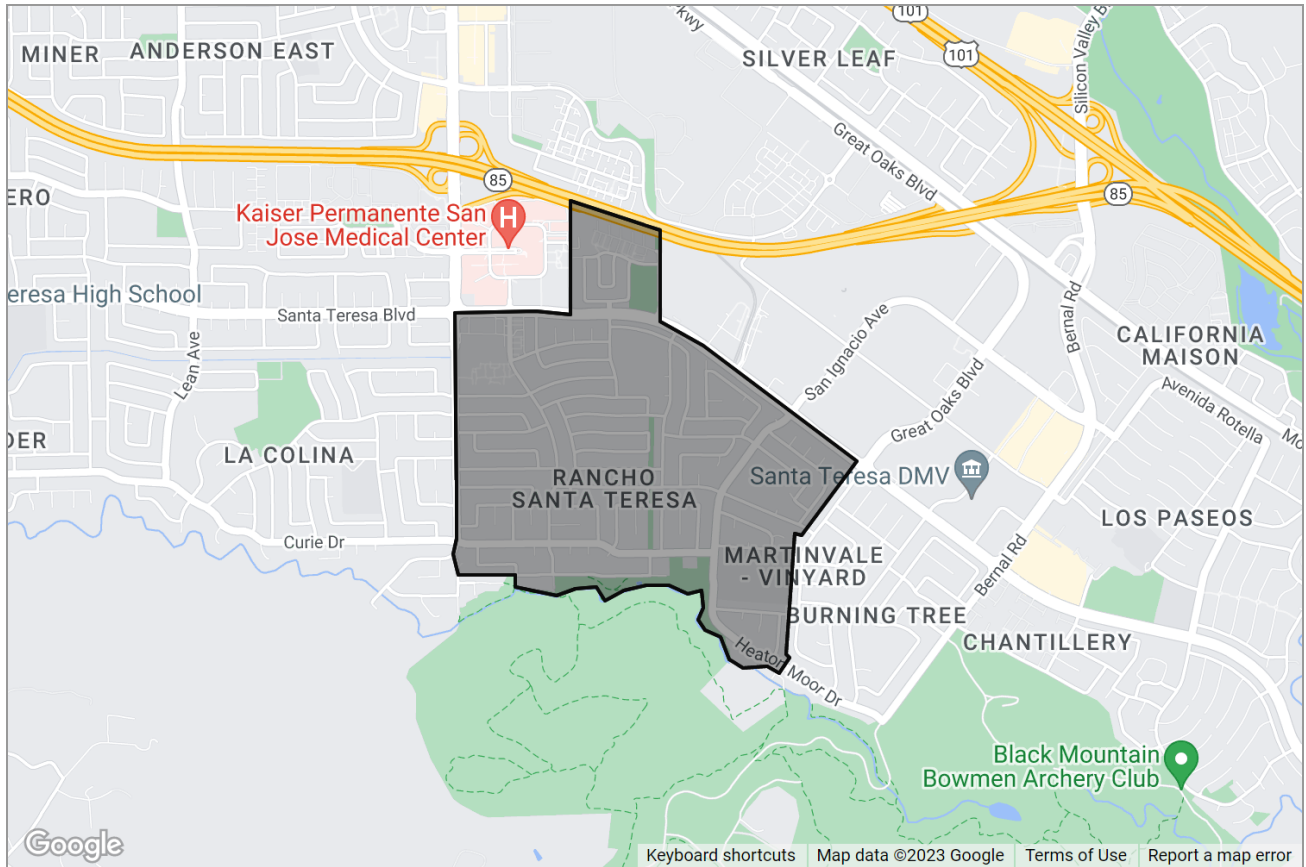 101
Pkwy
101
MINER
ANDERSON EAST
SILVER LEAF
Silicon Valley B
Great Oaks Blvd
85
85
ERO
Kaiser Permanente San
Jose Medical Center
H
eresa High School
Santa Teresa Blvd
Lean Ave
San Ignacio Ave
Bernal Rd
CALIFORNIA
MAISON
Great Oaks Blvd
Avenida Rotella
Mo
DER
LA COLINA
RANCHO
SANTA TERESA
Santa Teresa DMV
LOS PASEOS
Curie Dr
MARTINVALE
- VINYARD
Bernal Rd
BURNING TREE
CHANTILLERY
Heaton Moor Dr
Black Mountain
Bowmen Archery Club
Google
Keyboard shortcuts
Map data ©2023 Google
Terms of Use
Report a map error